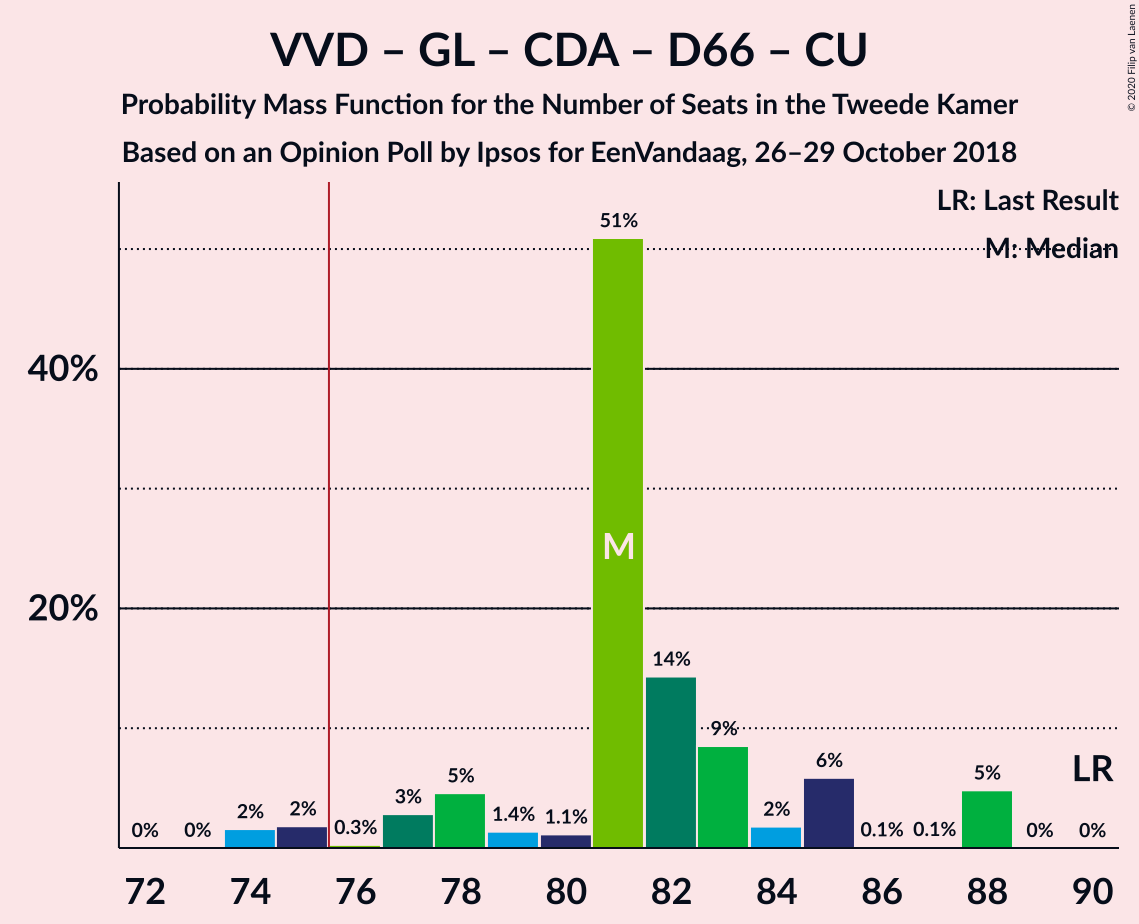 VVD – GL – CDA – D66 – CU
Probability Mass Function for the Number of Seats in the Tweede Kamer
Based on an Opinion Poll by Ipsos for EenVandaag, 26–29 October 2018
© 2020 Filip van Laenen
LR: Last Result
M: Median
40%
20%
0% 0% 2% 2% 0.3% 3% 5% 1.4% 1.1% 51% 14% 9% 2% 6% 0.1% 0.1% 5% 0% 0%
M
LR
72 74 76 78 80 82 84 86 88 90